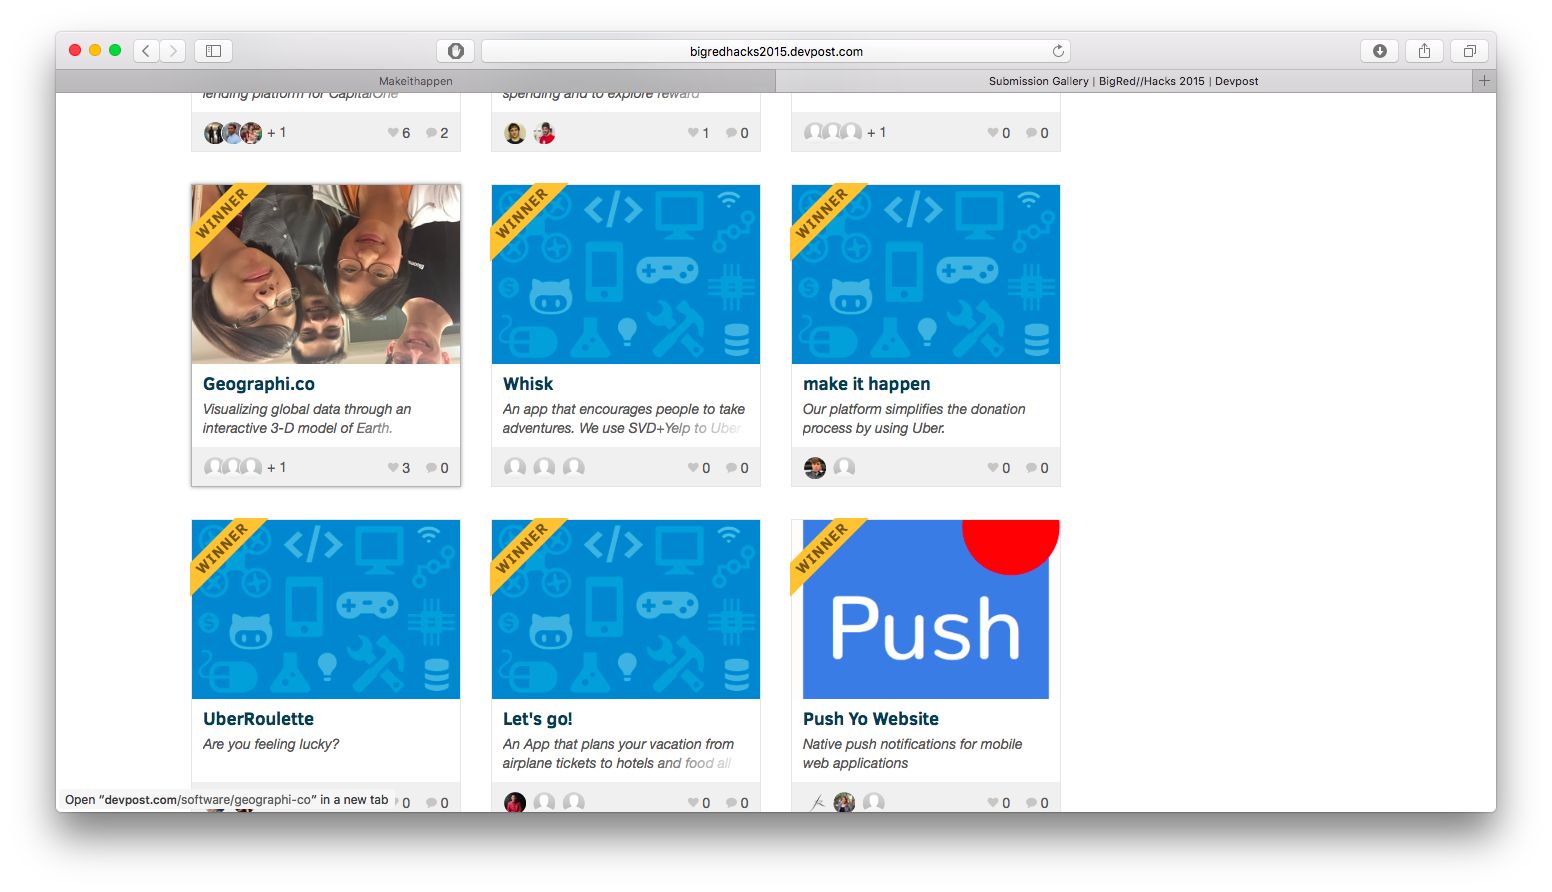 bigredhacks2015.devpost.com
Makeithappen
Submission Gallery | BigRed//Hacks 2015 | Devpost
lending platform for CapitalOne
spending and to explore reward
+ 1
6
2
1
0
+ 1
0
0
WINNER
WINNER
WINNER
Geographi.co
Visualizing global data through an
interactive 3-D model of Earth.
+ 1
3
0
Whisk
An app that encourages people to take
adventures. We use SVD+Yelp to Uber
0
0
make it happen
Our platform simplifies the donation
process by using Uber.
0
0
WINNER
WINNER
WINNER
Push
UberRoulette
Are you feeling lucky?
0
0
Let's go!
An App that plans your vacation from
airplane tickets to hotels and food all
0
0
Push Yo Website
Native push notifications for mobile
web applications
0
0
Open “devpost.com/software/geographi-co” in a new tab